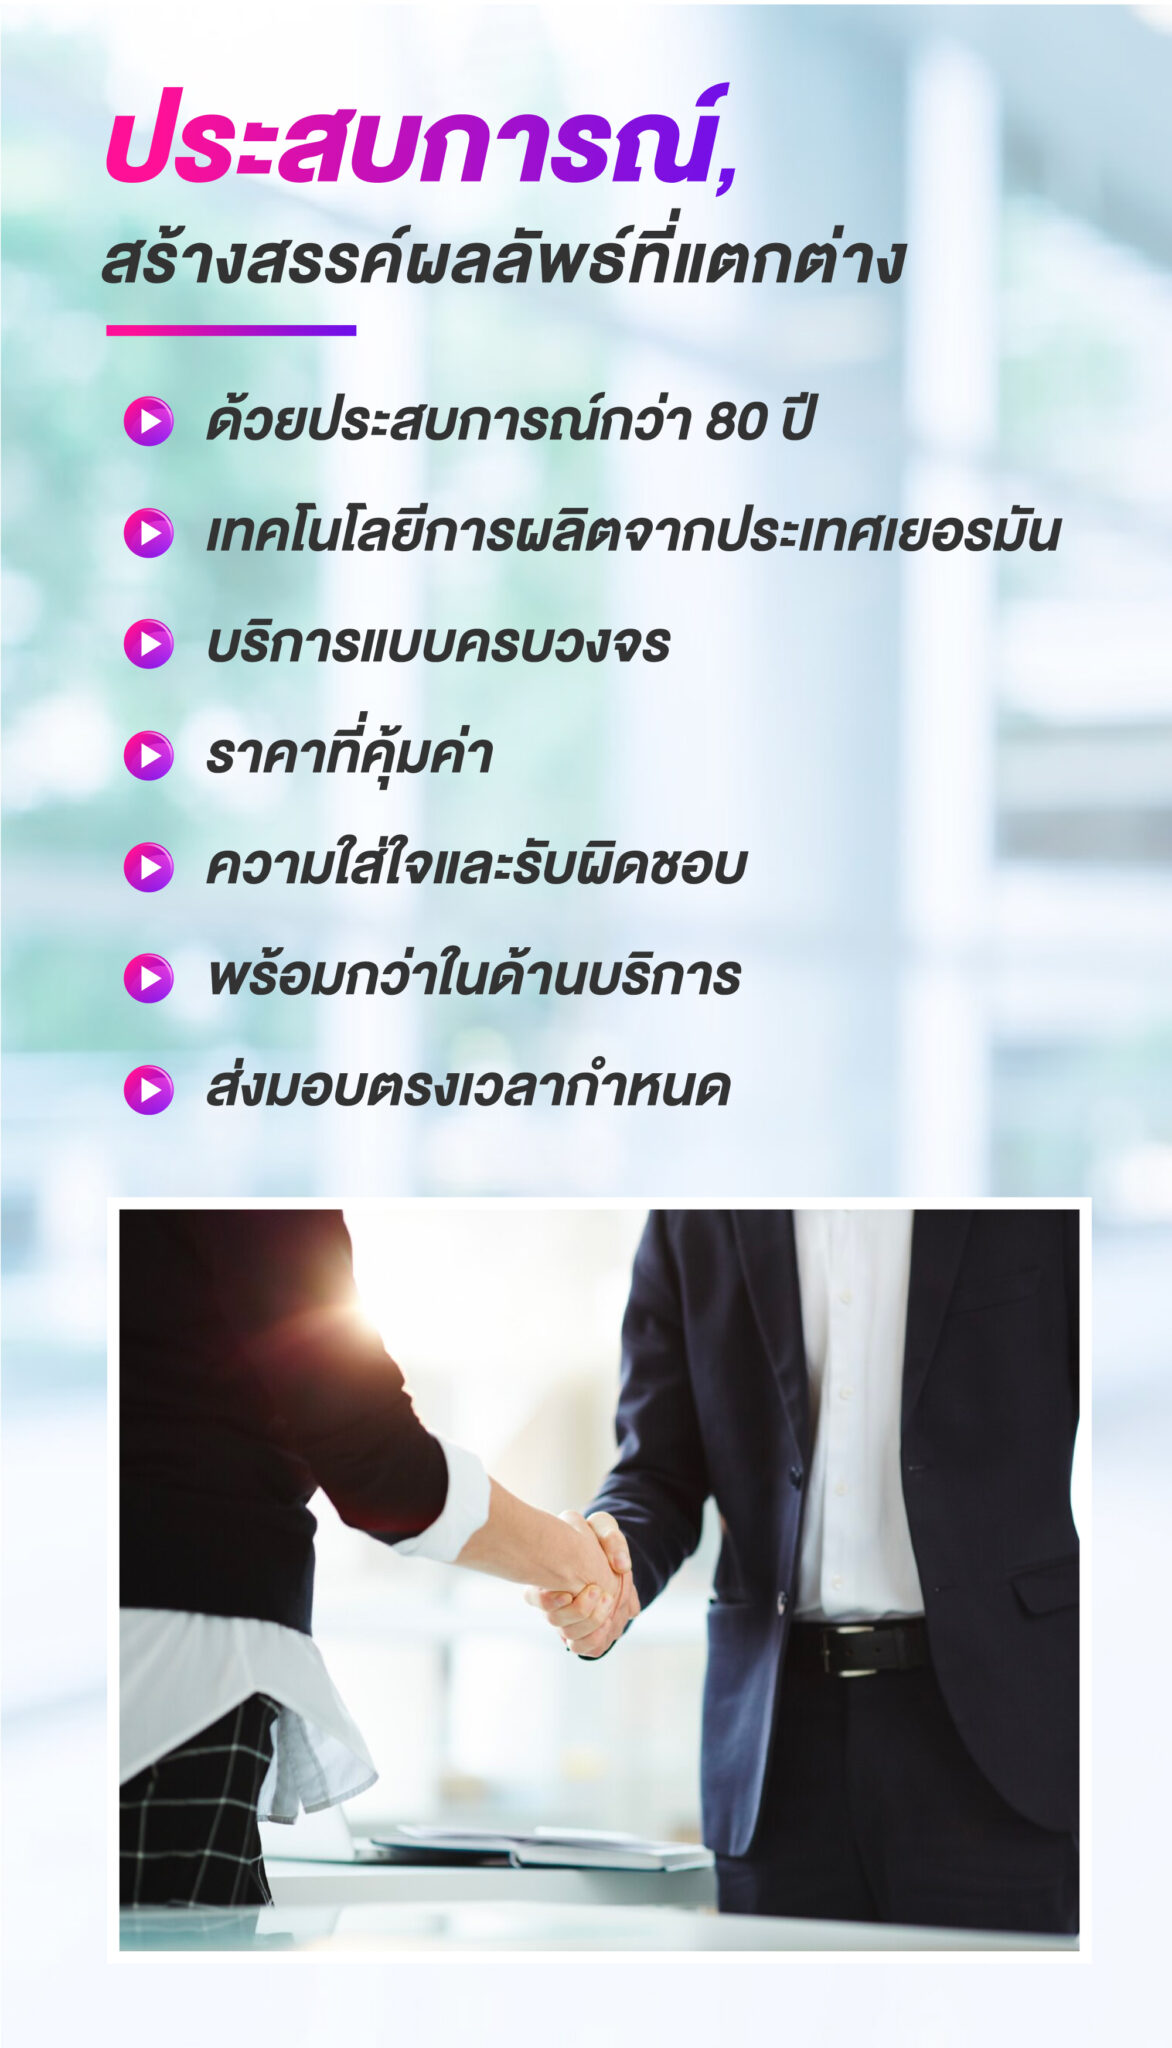 ประสบการณ์,
สร้างสรรค์ผลลัพธ์ที่แตกต่าง
ด้วยประสบการณ์กว่า 80 ปี
เทคโนโลยีการผลิตจากประเทศเยอรมัน
บริการแบบครบวงจร
ราคาที่คุ้มค่า
ความใส่ใจและรับผิดชอบ
พร้อมกว่าในด้านบริการ
ส่งมอบตรงเวลากำหนด